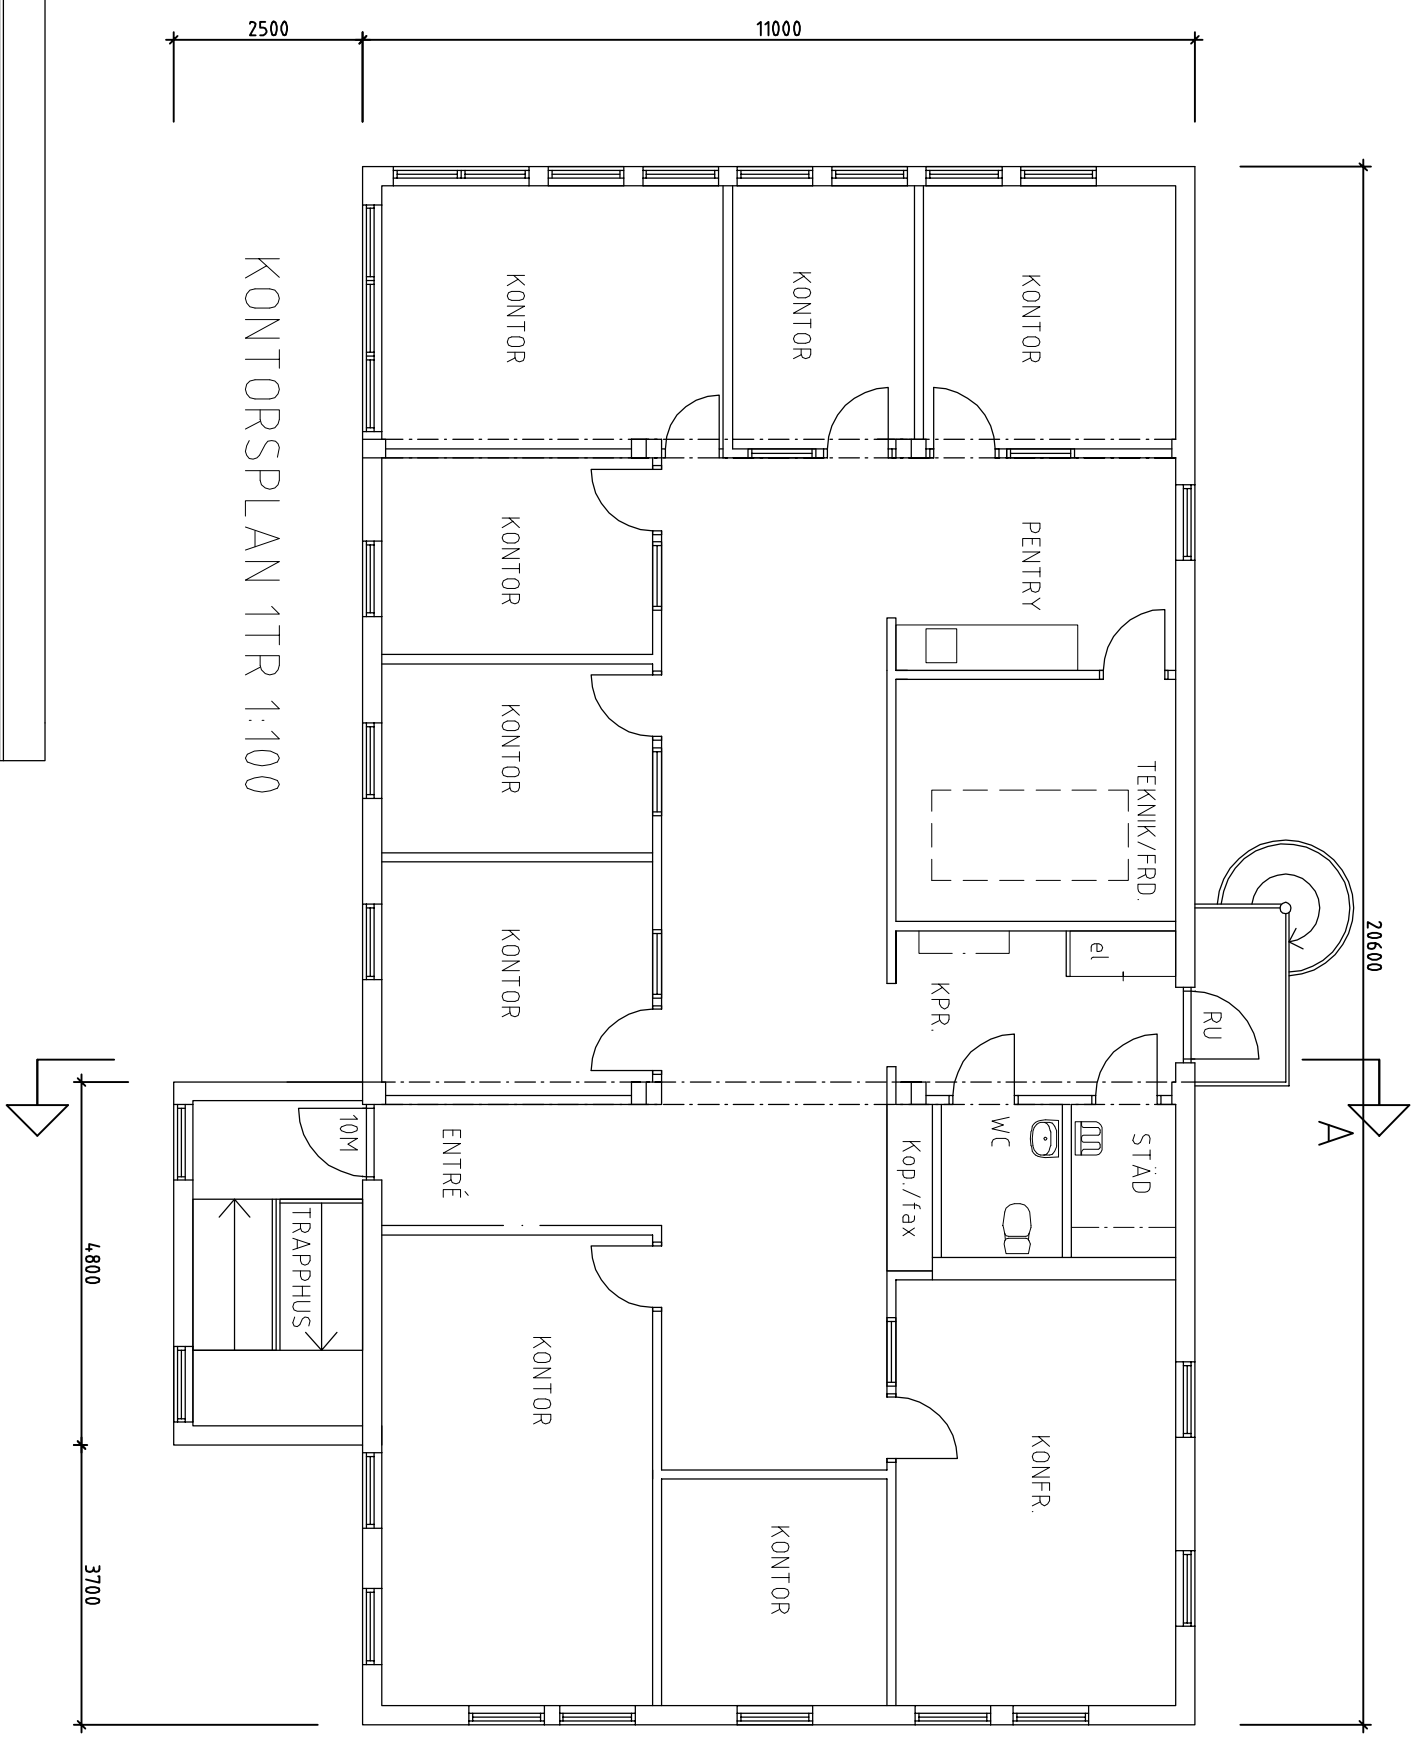 2500
11000
20600
4800
3700
KONTOR
KONTOR
KONTOR
KONTOR
PENTRY
KONTOR
TEKNIK/FRD.
KONTOR
el
KPR.
RU
A
10M
ENTRÉ
Kop./fax
WC
STÄD
TRAPPHUS
KONTOR
KONFR.
KONTOR
KONTORSPLAN 1TR 1:100